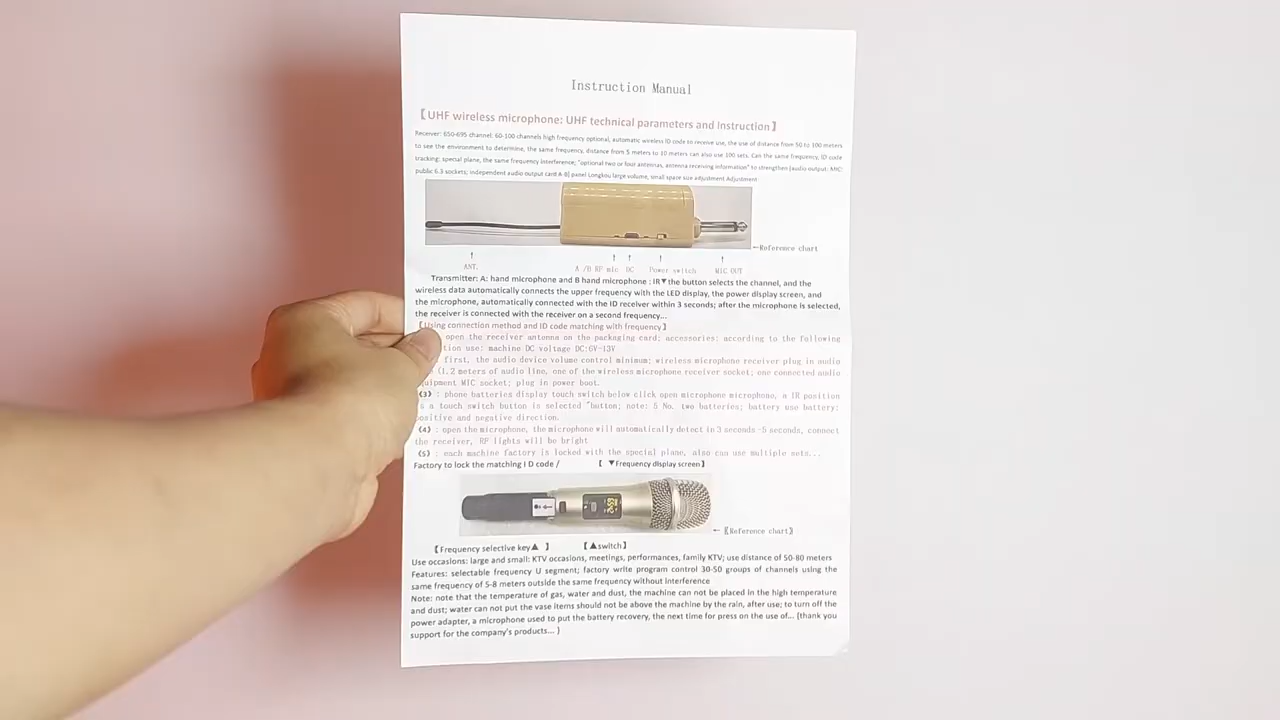 Instruction Manual
【UHF wireless microphone: UHF technical parameters and Instruction】
Receiver: 650-695 channel: 60-100 channels high frequency optional, automatic wireless ID code to receive use, the use of distance from 50 to 100 meters
to see the environment to determine, the same frequency, distance from 5 meters to 10 meters can also use 100 sets. Can the same frequency, ID code
tracking; special plane, the same frequency interference; "optional two or four antennas, antenna receiving information" to strengthen (audio output: MIC:
public 6.3 sockets; independent audio output card A-B) panel Longkou large volume, small space size adjustment Adjustment
←Reference chart
ANT. A /B RF mic DC Power switch MIC OUT
Transmitter: A: hand microphone and B hand microphone : IR▼the button selects the channel, and the
wireless data automatically connects the upper frequency with the LED display, the power display screen, and
the microphone, automatically connected with the ID receiver within 3 seconds; after the microphone is selected,
the receiver is connected with the receiver on a second frequency...
【Using connection method and ID code matching with frequency】
open the receiver antenna on the packaging card; accessories: according to the following
tion use: machine DC voltage DC:6V-13V
first, the audio device volume control minimum; wireless microphone receiver plug in audio
(1.2 meters of audio line, one of the wireless microphone receiver socket; one connected audio
quipment MIC socket; plug in power boot.
(3) : phone batteries display touch switch below click open microphone microphone, a IR position
s a touch switch button is selected "button; note: 5 No. two batteries; battery use battery:
positive and negative direction.
(4) : open the microphone, the microphone will automatically detect in 3 seconds -5 seconds, connect
the receiver, RF lights will be bright
(5) : each machine factory is locked with the special plane, also can use multiple sets...
Factory to lock the matching I D code / 【 ▼Frequency display screen】
← 【Reference chart】
【Frequency selective key▲ 】 【▲switch】
Use occasions: large and small: KTV occasions, meetings, performances, family KTV; use distance of 50-80 meters
Features: selectable frequency U segment; factory write program control 30-50 groups of channels using the
same frequency of 5-8 meters outside the same frequency without interference
Note: note that the temperature of gas, water and dust, the machine can not be placed in the high temperature
and dust; water can not put the vase items should not be above the machine by the rain, after use; to turn off the
power adapter, a microphone used to put the battery recovery, the next time for press on the use of... (thank you
support for the company's products... )